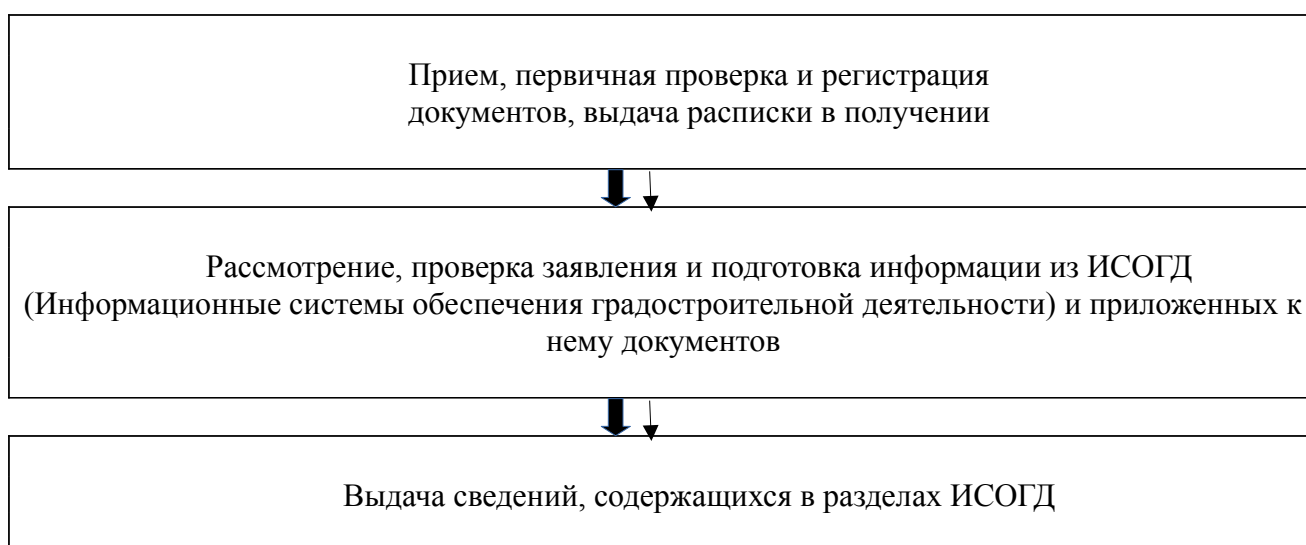 Прием, первичная проверка и регистрация
документов, выдача расписки в получении
Рассмотрение, проверка заявления и подготовка информации из ИСОГД
(Информационные системы обеспечения градостроительной деятельности) и приложенных к
нему документов
Выдача сведений, содержащихся в разделах ИСОГД